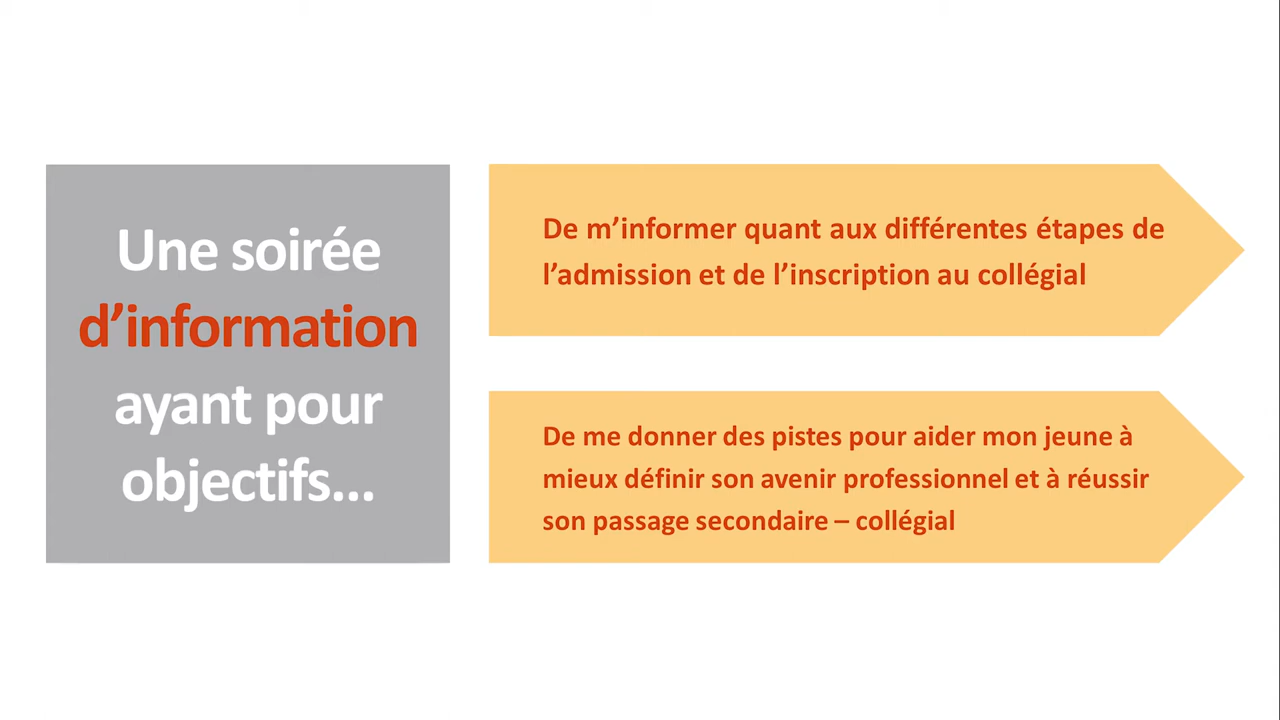 Une soirée
d’information
ayant pour
objectifs...
De m’informer quant aux différentes étapes de
l’admission et de l’inscription au collégial
De me donner des pistes pour aider mon jeune à
mieux définir son avenir professionnel et à réussir
son passage secondaire – collégial